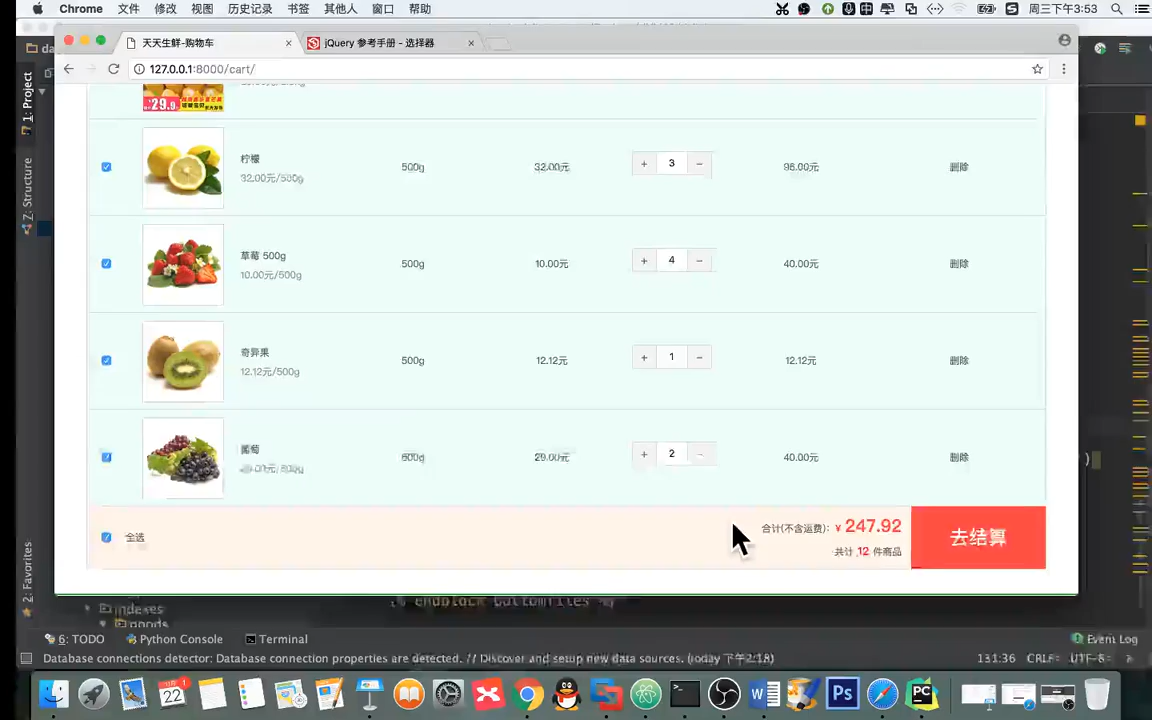 Chrome 文件 修改 视图 历史记录 书签 其他人 窗口 帮助 周三下午3:53
天天生鲜-购物车 jQuery 参考手册 - 选择器
127.0.0.1:8000/cart/
1: Project
Z: Structure
2: Favorites
29.9
柠檬
32.00元/500g
500g 32.00元 + 3 − 96.00元 删除
草莓 500g
10.00元/500g
500g 10.00元 + 4 − 40.00元 删除
奇异果
12.12元/500g
500g 12.12元 + 1 − 12.12元 删除
葡萄
500g 20.00元 + 2 − 40.00元 删除
全选
合计(不含运费): ¥ 247.92
共计 12 件商品
去结算
indexes
goods
endblock bottomfiles
6: TODO Python Console Terminal Event Log
Database connections detector: Database connection properties are detected. // Discover and setup new data sources. (today 下午2:18) 131:36 CRLF: UTF-8:
22 1
W Ps PC